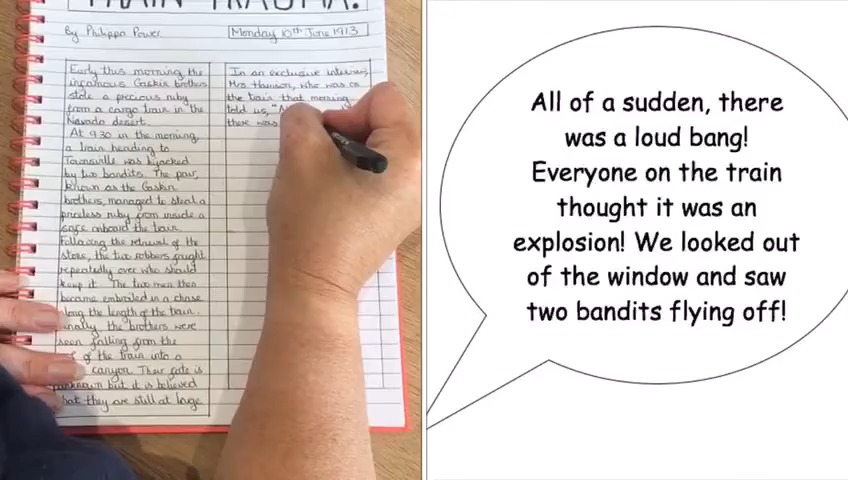 TRAIN TRAUMA!
By Philippa Power
Monday 10th June 1913
Early this morning the
infamous Gaskin brothers
stole a precious ruby
from a cargo train in the
Navada desert.
At 9.30 in the morning,
a train heading to
Townsville was hijacked
by two bandits. The pair,
known as the Gaskin
brothers, managed to steal a
priceless ruby from inside a
safe onboard the train.
Following the retrieval of the
stone, the two robbers fought
repeatedly over who should
keep it. The two men then
became embroiled in a chase
along the length of the train.
Finally, the brothers were
seen falling from the
of the train into a
canyon. Their fate is
unknown but it is believed
that they are still at large
In an exclusive interview,
Mrs Harrison, who was on
the train that morning,
told us, "A
there was
All of a sudden, there
was a loud bang!
Everyone on the train
thought it was an
explosion! We looked out
of the window and saw
two bandits flying off!